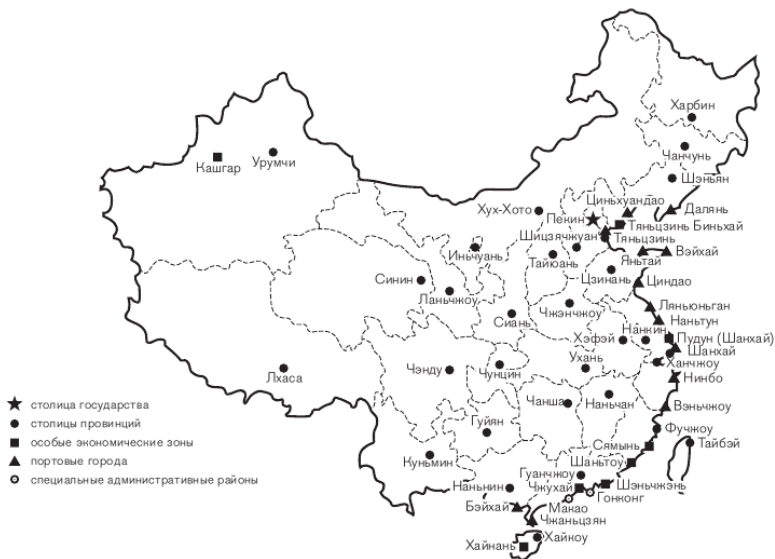 Харбин
Чанчунь
Шэньян
Кашгар
Урумчи
Циньхуандао
Далянь
Хух-Хото
Пекин
Тяньцзинь Биньхай
Шицзячжуан
Тяньцзинь
Иньчуань
Тайюань
Яньтай
Вэйхай
Синин
Цзинань
Циндао
Ланьчжоу
Чжэнчжоу
Ляньюньган
Сиань
Наньтун
Нанкин
Хэфэй
Пудун (Шанхай)
Шанхай
Ухань
Ханчжоу
Чэнду
Чунцин
Лхаса
Нинбо
Чанша
Наньчан
Вэньчжоу
Гуйян
Фучжоу
Тайбэй
Сямынь
Куньмин
Шаньтоу
Гуанчжоу
Наньнин
Чжухай
Шэньчжэнь
Гонконг
Бэйхай
Макао
Чжаньцзян
Хайкоу
Хайнань
столица государства
столицы провинций
особые экономические зоны
портовые города
специальные административные районы